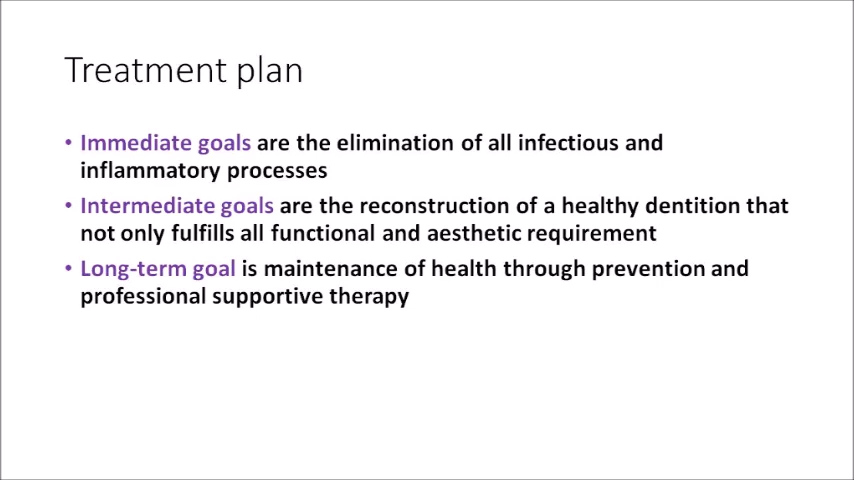 Treatment plan
• Immediate goals are the elimination of all infectious and
inflammatory processes
• Intermediate goals are the reconstruction of a healthy dentition that
not only fulfills all functional and aesthetic requirement
• Long-term goal is maintenance of health through prevention and
professional supportive therapy